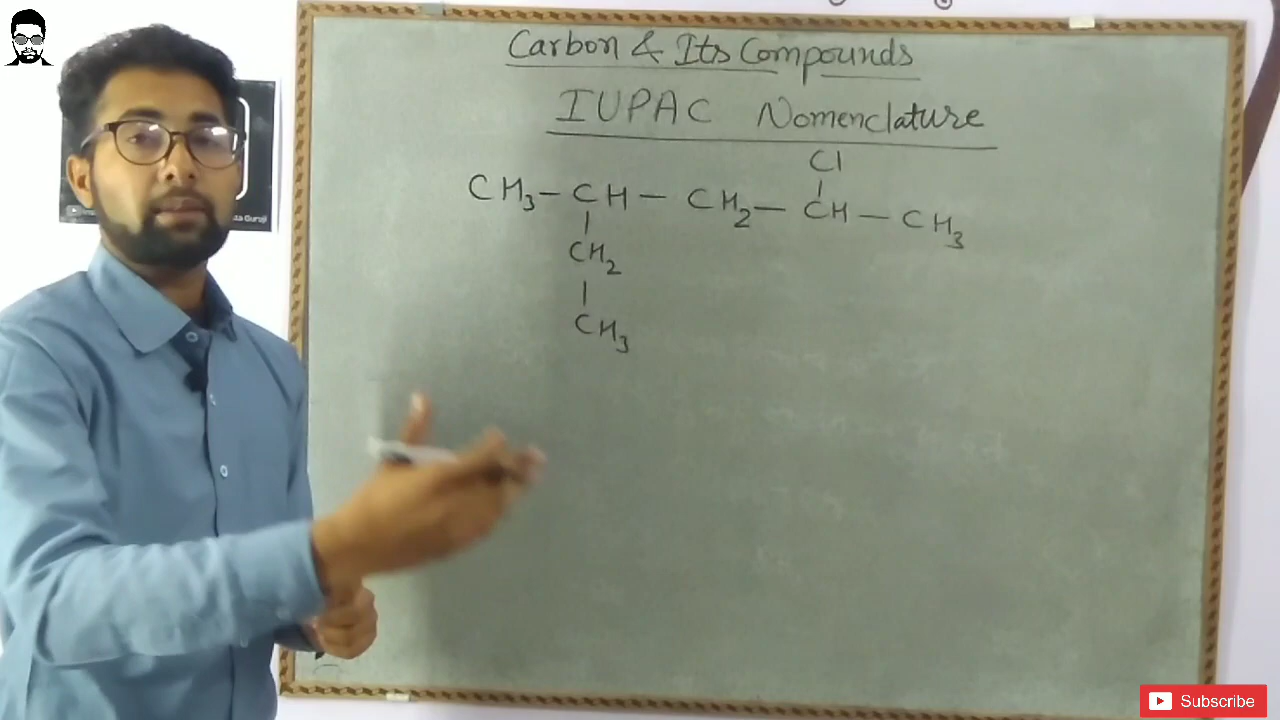 Carbon & Its Compounds
IUPAC Nomenclature
Cl
CH3 — CH — CH2 — CH — CH3
CH2
CH3
Subscribe